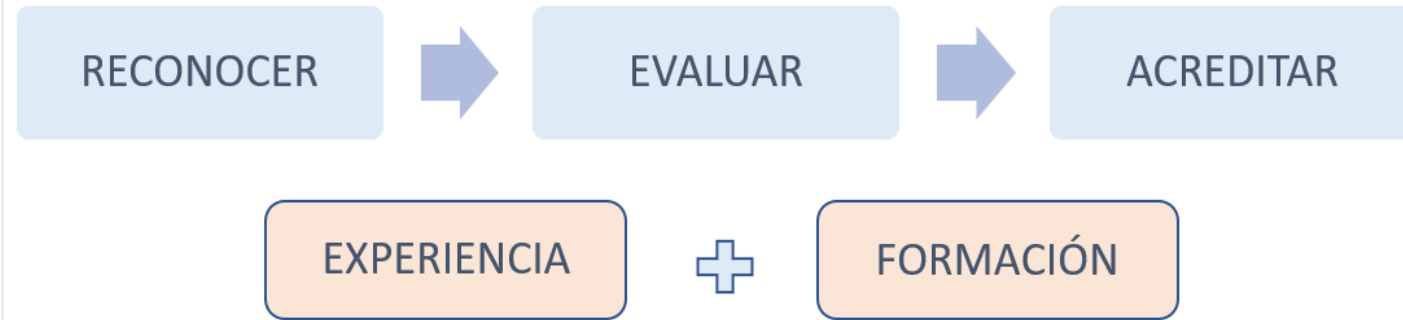 RECONOCER
EVALUAR
ACREDITAR
EXPERIENCIA
FORMACIÓN